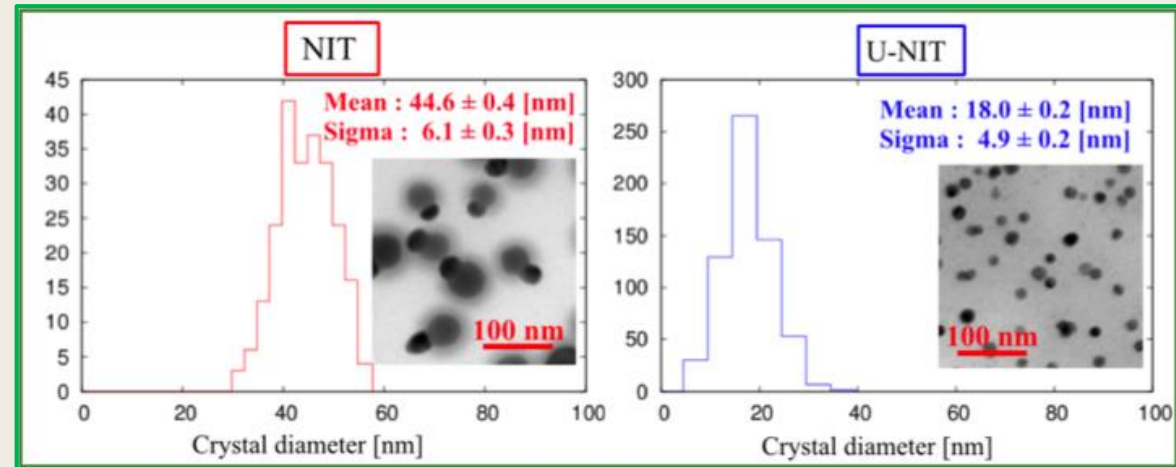 NIT
45
40
35
30
25
20
15
10
5
0
Mean : 44.6 ± 0.4 [nm]
Sigma : 6.1 ± 0.3 [nm]
100 nm
0 20 40 60 80 100
Crystal diameter [nm]
U-NIT
300
250
200
150
100
50
0
Mean : 18.0 ± 0.2 [nm]
Sigma : 4.9 ± 0.2 [nm]
100 nm
0 20 40 60 80 100
Crystal diameter [nm]